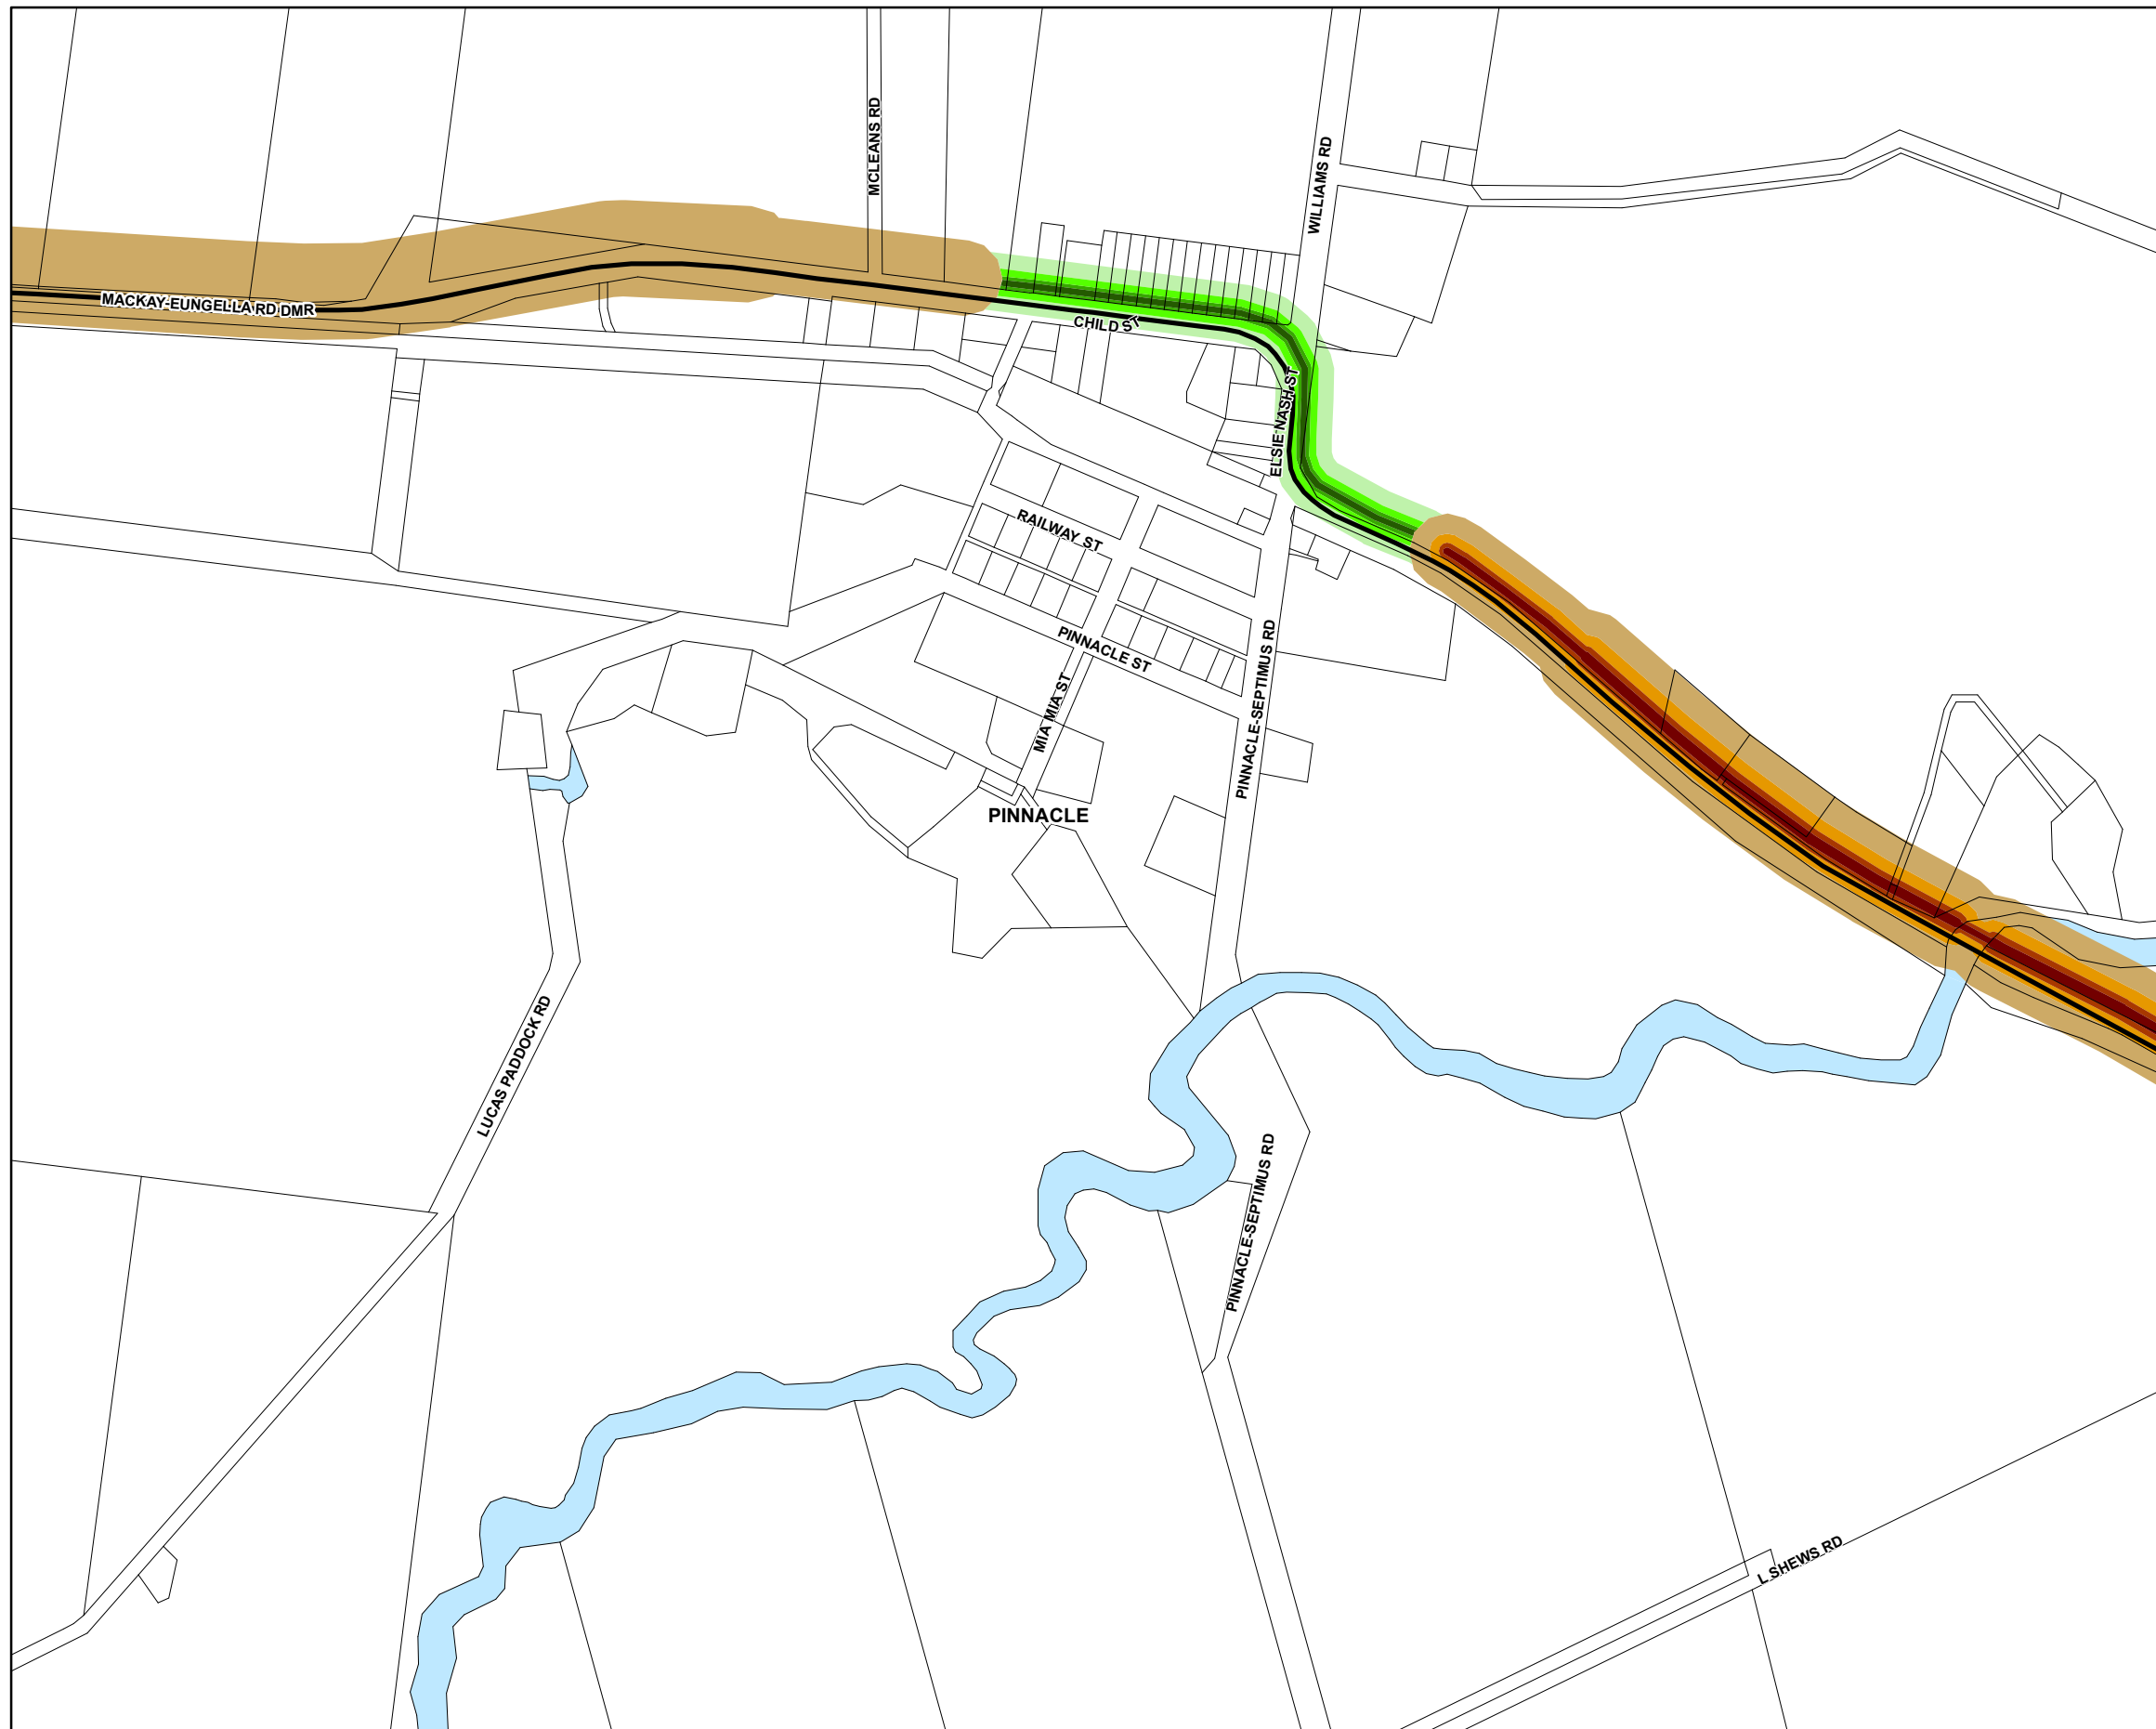 MCLEANS RD
WILLIAMS RD
MACKAY-EUNGELLA RD DMR
CHILD ST
ELSIE NASH ST
RAILWAY ST
PINNACLE ST
MIA MIA ST
PINNACLE-SEPTIMUS RD
PINNACLE
LUCAS PADDOCK RD
PINNACLE-SEPTIMUS RD
L SHEWS RD